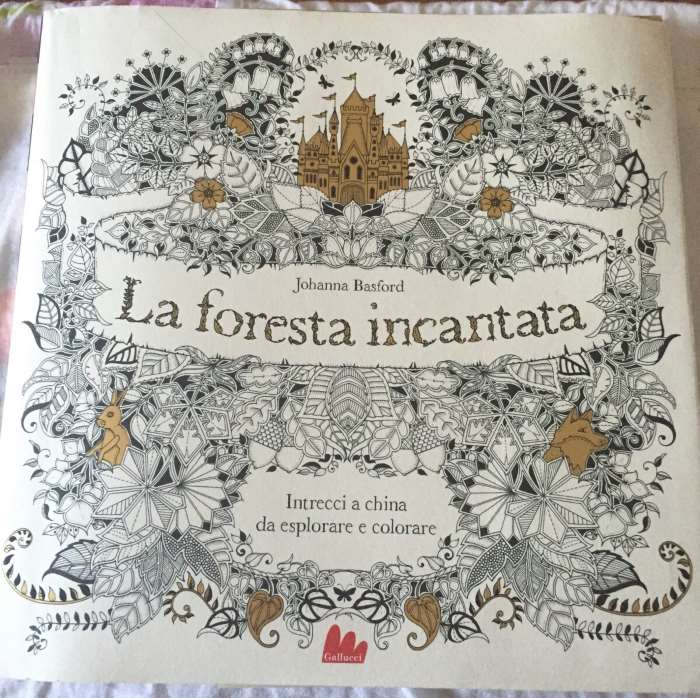 Johanna Basford
La foresta incantata
Intrecci a china
da esplorare e colorare
Gallucci